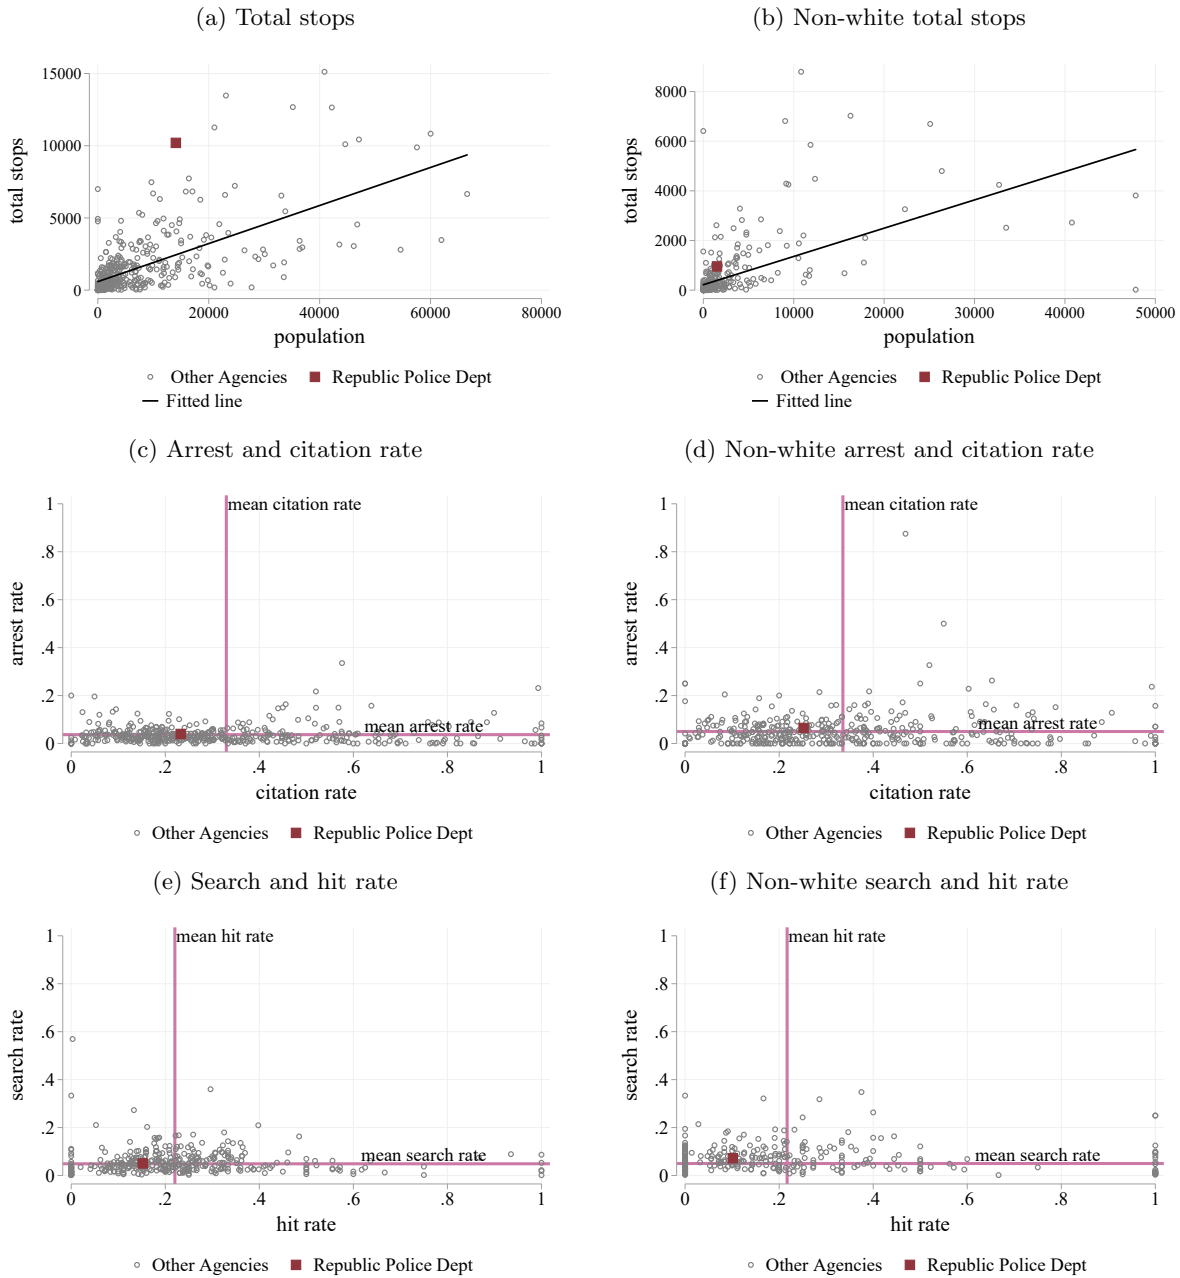 (a) Total stops
(b) Non-white total stops
15000
10000
5000
0
total stops
0 20000 40000 60000 80000
population
Other Agencies Republic Police Dept
Fitted line
8000
6000
4000
2000
0
total stops
0 10000 20000 30000 40000 50000
population
Other Agencies Republic Police Dept
Fitted line
(c) Arrest and citation rate
(d) Non-white arrest and citation rate
1
.8
.6
.4
.2
0
arrest rate
mean citation rate
mean arrest rate
0 .2 .4 .6 .8 1
citation rate
Other Agencies Republic Police Dept
1
.8
.6
.4
.2
0
arrest rate
mean citation rate
mean arrest rate
0 .2 .4 .6 .8 1
citation rate
Other Agencies Republic Police Dept
(e) Search and hit rate
(f) Non-white search and hit rate
1
.8
.6
.4
.2
0
search rate
mean hit rate
mean search rate
0 .2 .4 .6 .8 1
hit rate
Other Agencies Republic Police Dept
1
.8
.6
.4
.2
0
search rate
mean hit rate
mean search rate
0 .2 .4 .6 .8 1
hit rate
Other Agencies Republic Police Dept